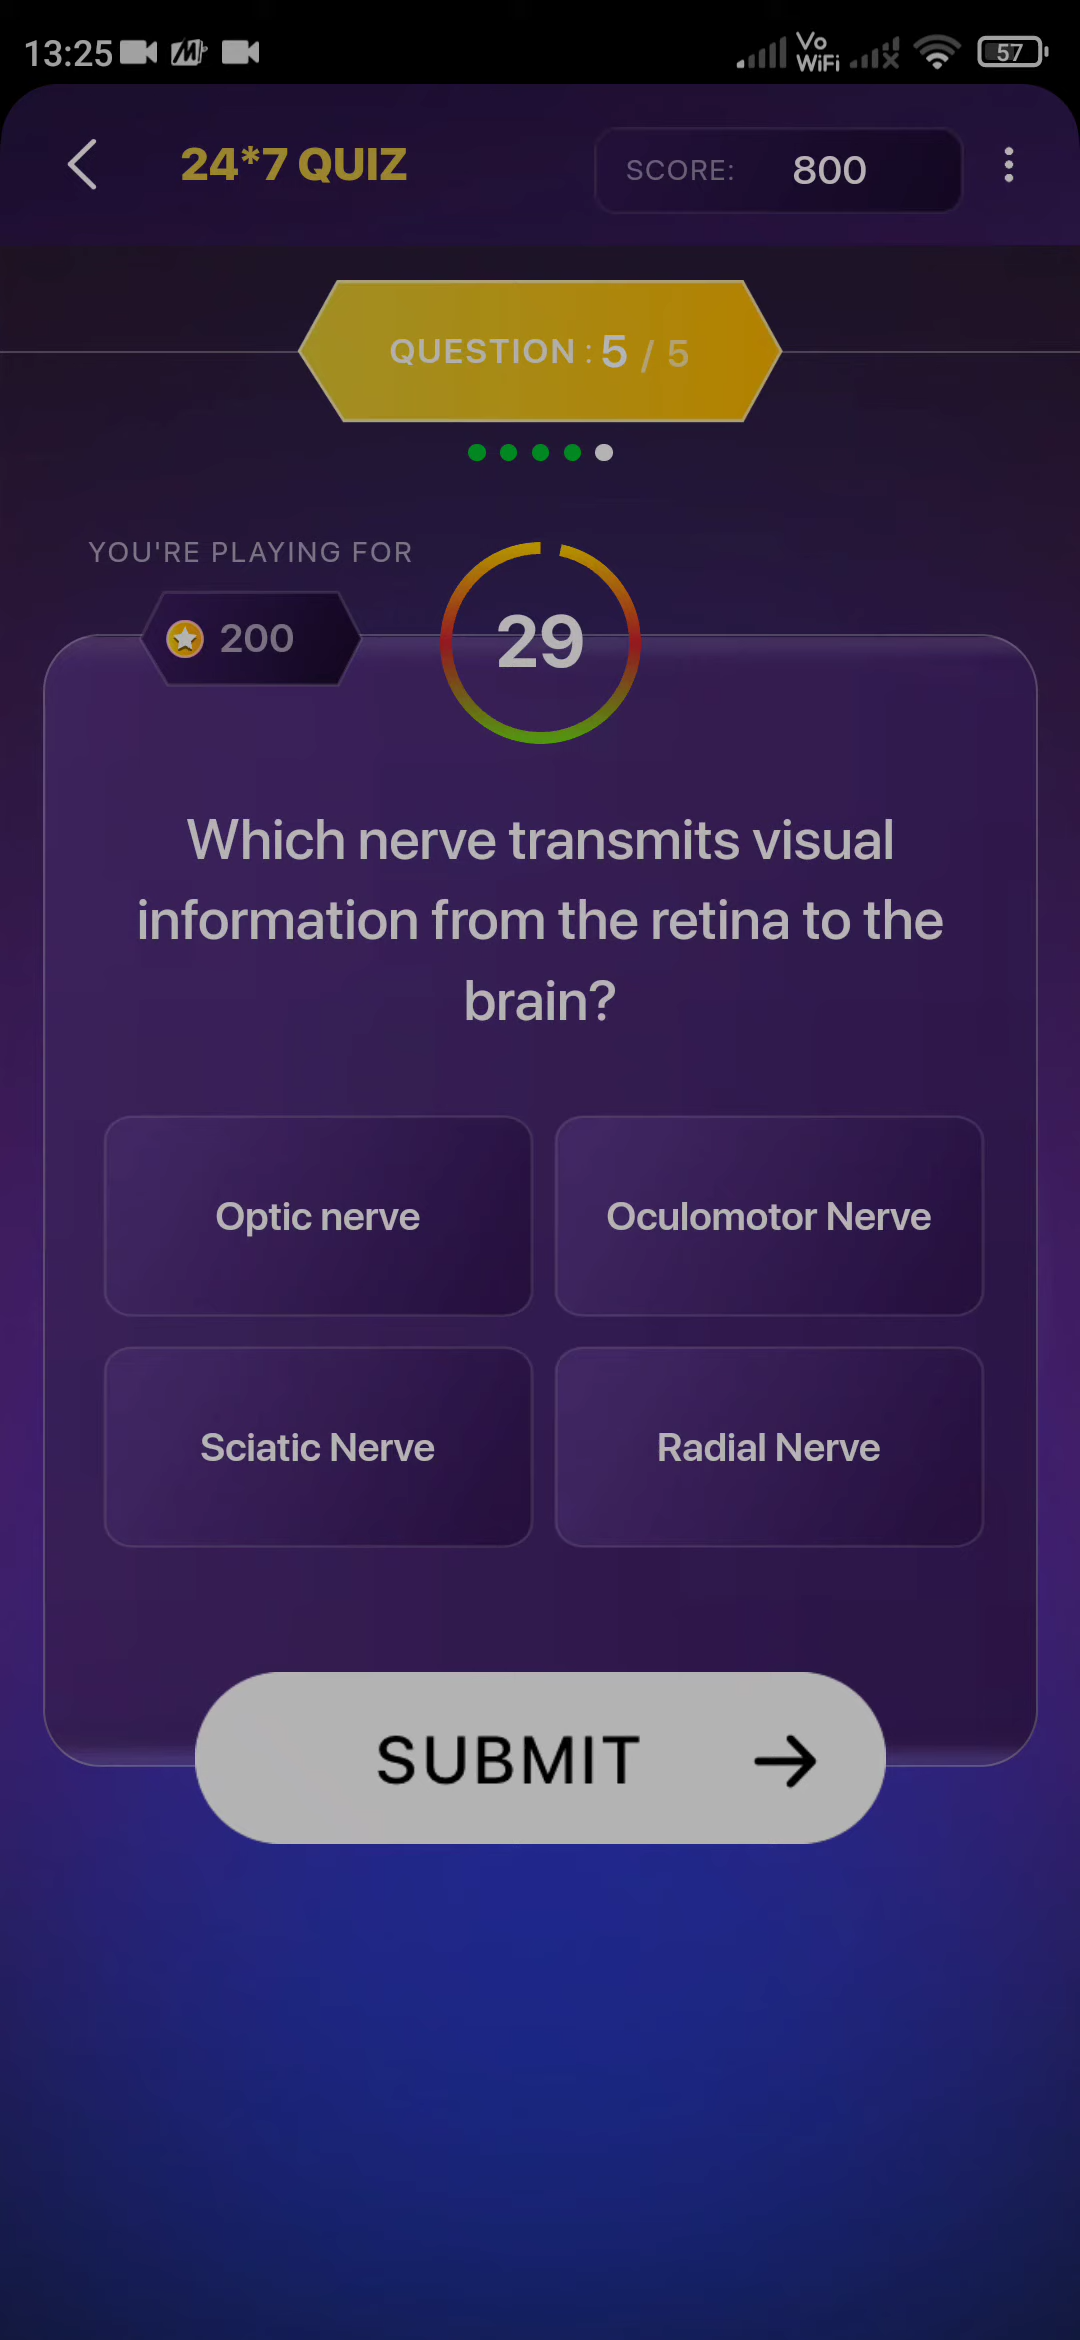 13:25
Vo
WiFi
57
24*7 QUIZ
SCORE: 800
QUESTION : 5 / 5
YOU'RE PLAYING FOR
200
29
Which nerve transmits visual
information from the retina to the
brain?
Optic nerve
Oculomotor Nerve
Sciatic Nerve
Radial Nerve
SUBMIT